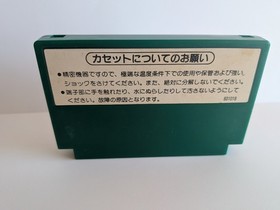 カセットについてのお願い
●精密機器ですので、極端な温度条件下での使用や保管および強い
ショックをさけてください。また、絶対に分解しないでください。
●端子部に手を触れたり、水にぬらしたりして汚さないようにして
ください。故障の原因となります。